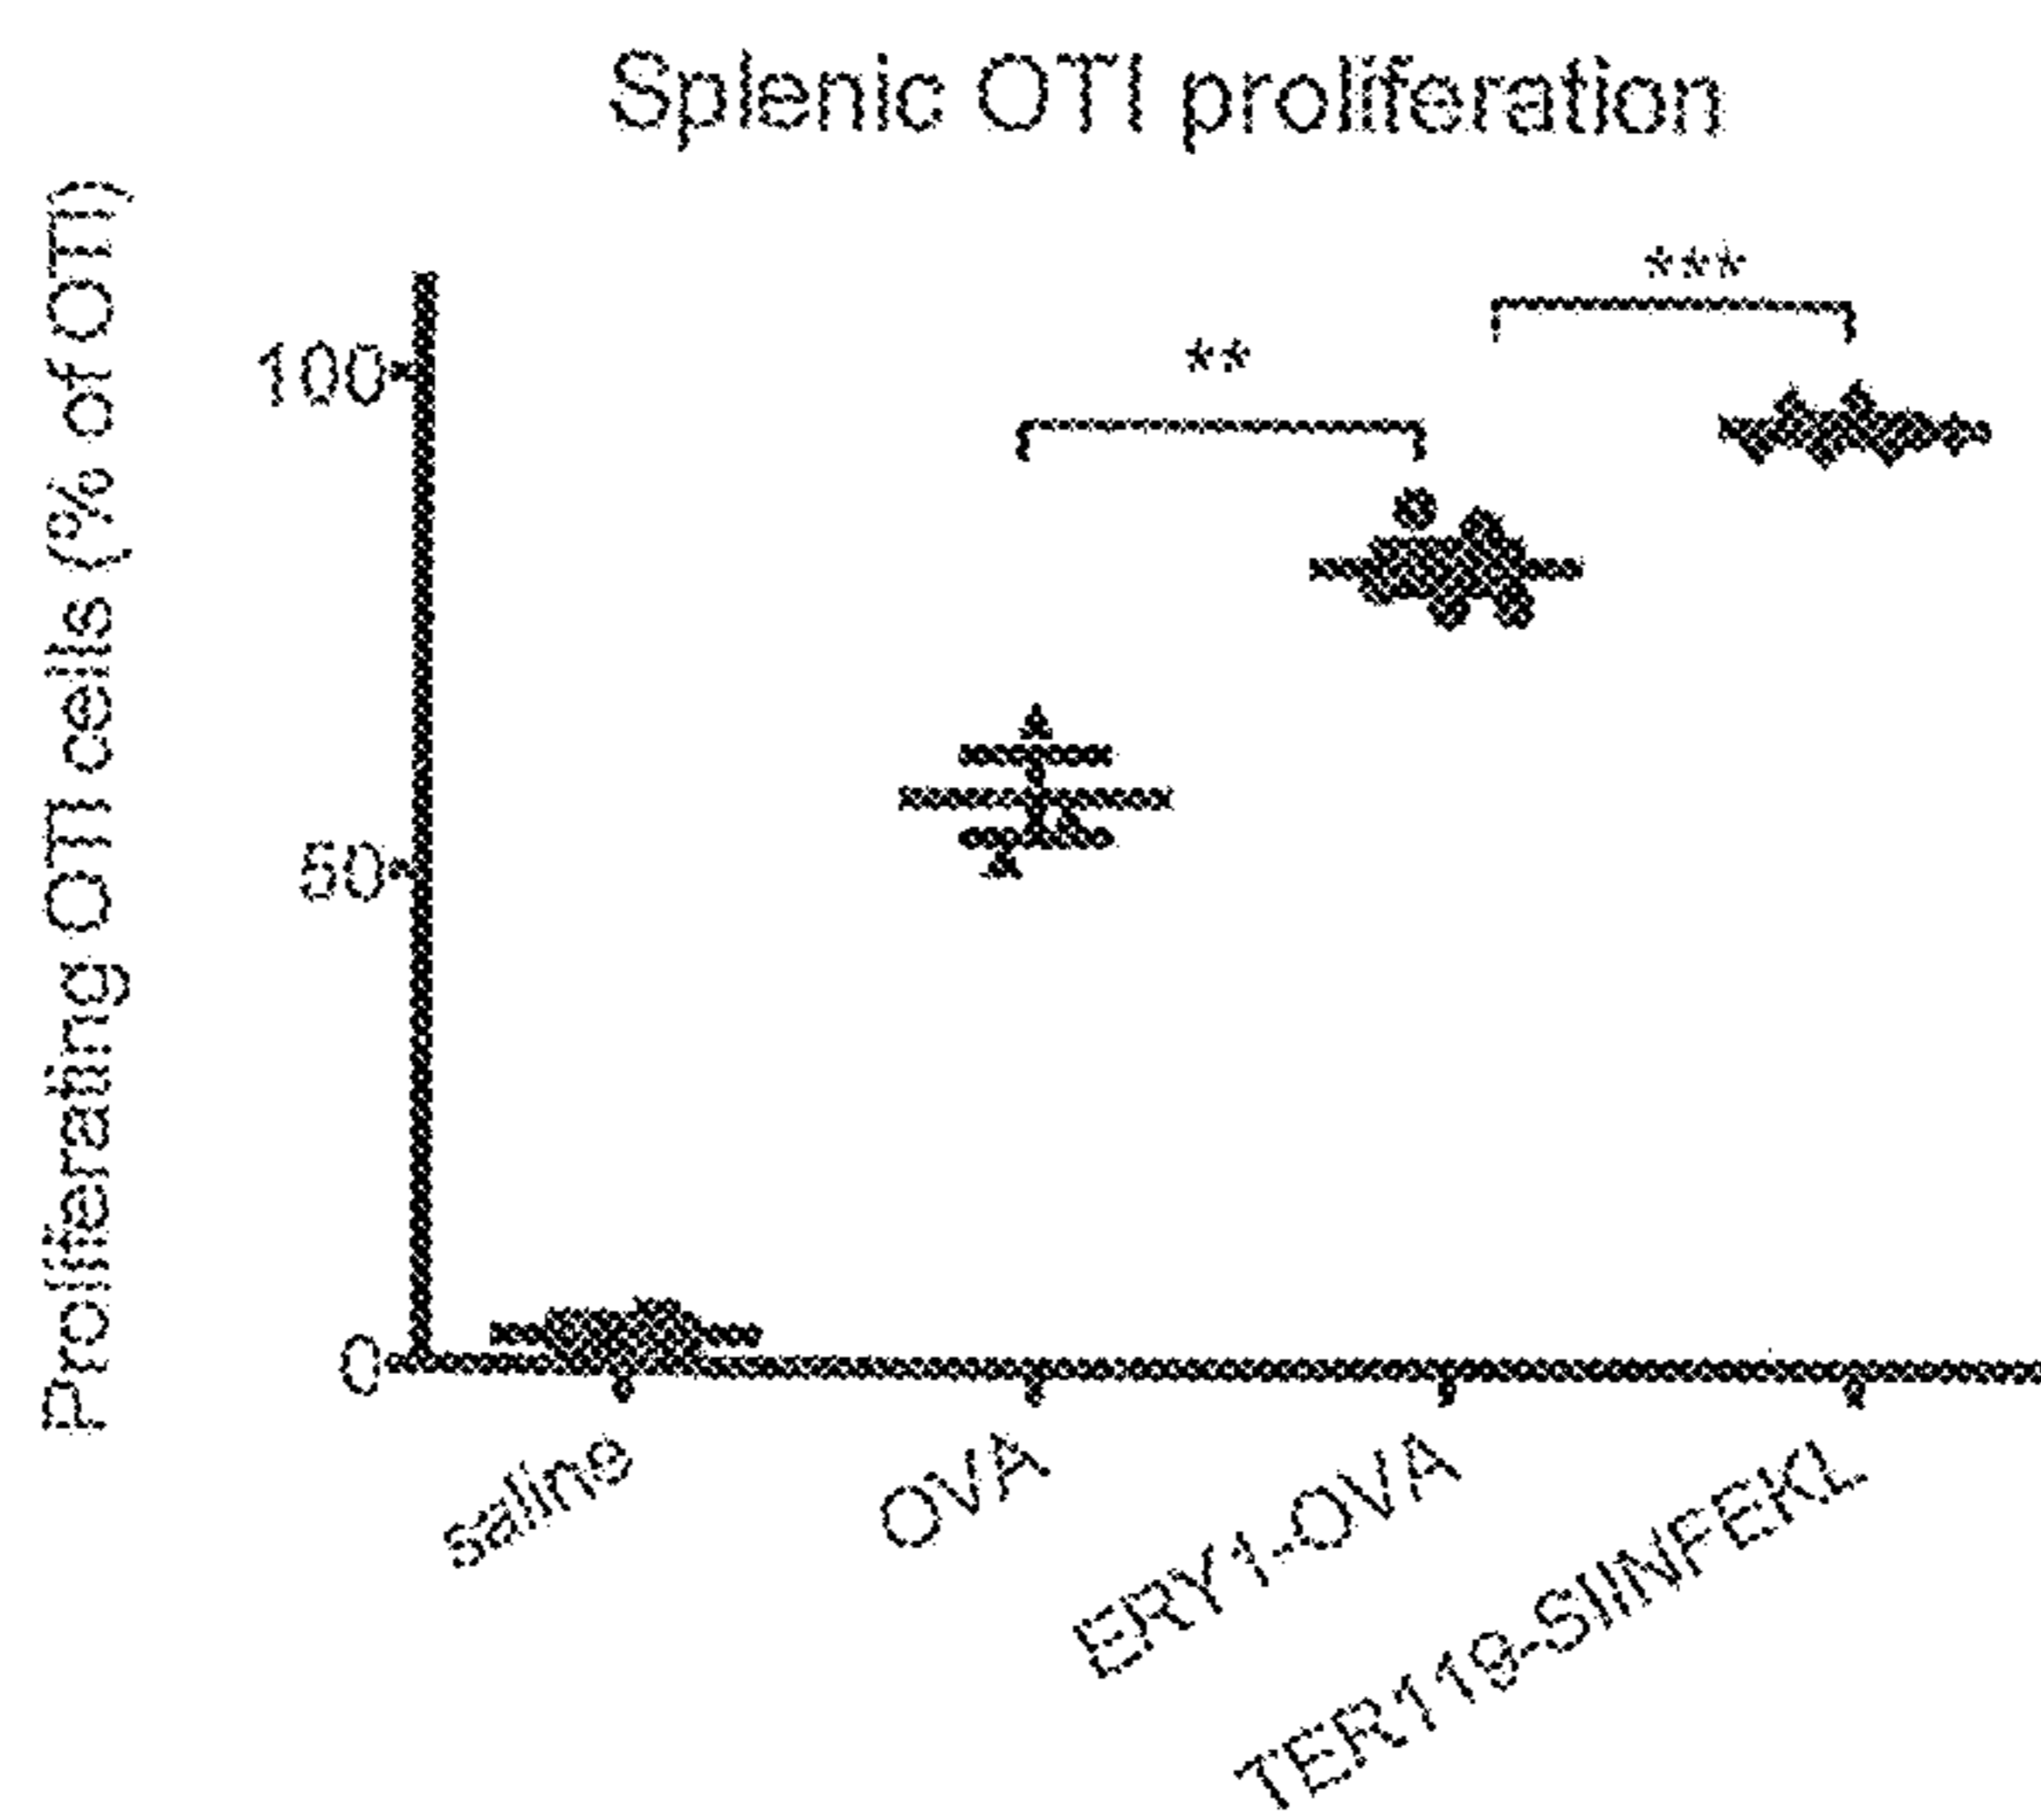 Splenic OTI proliferation
Proliferating OTI cells (% of OTI)
100
50
0
**
***
saline
OVA
ERY1-OVA
TER119-SIINFEKL